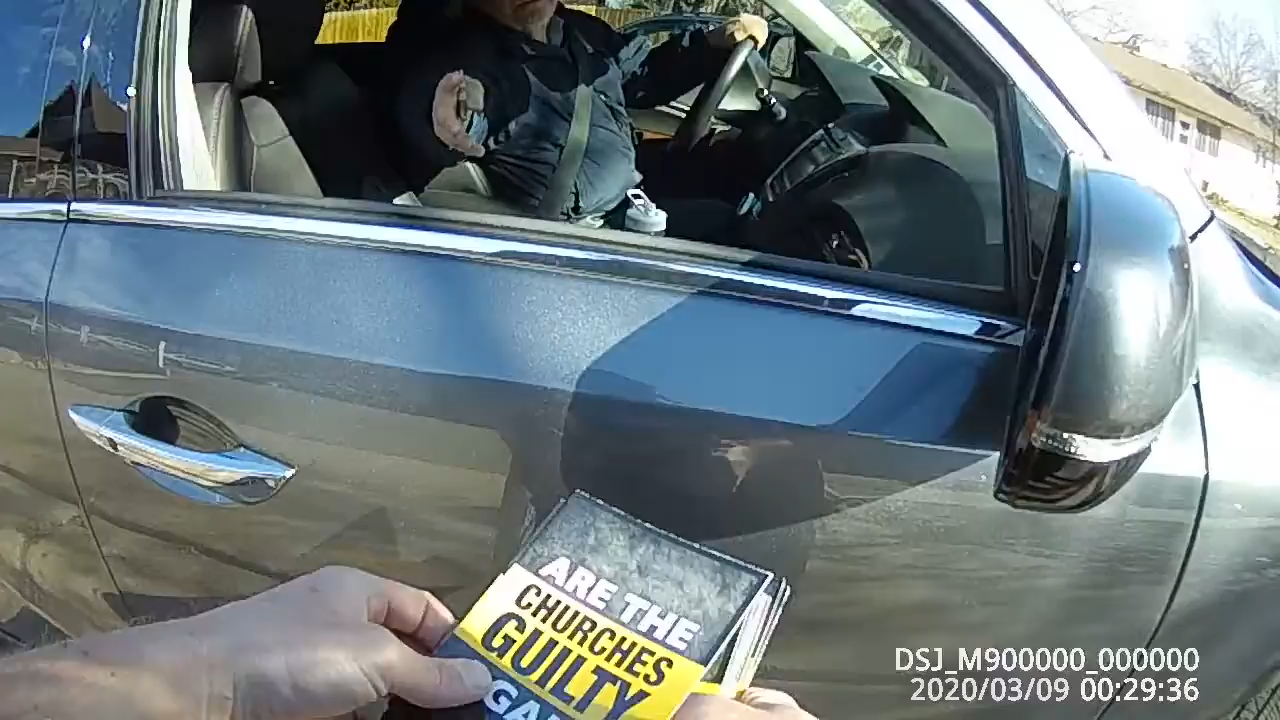 ARE THE
CHURCHES
GUILTY
DSJ_M900000_000000
2020/03/09 00:29:36